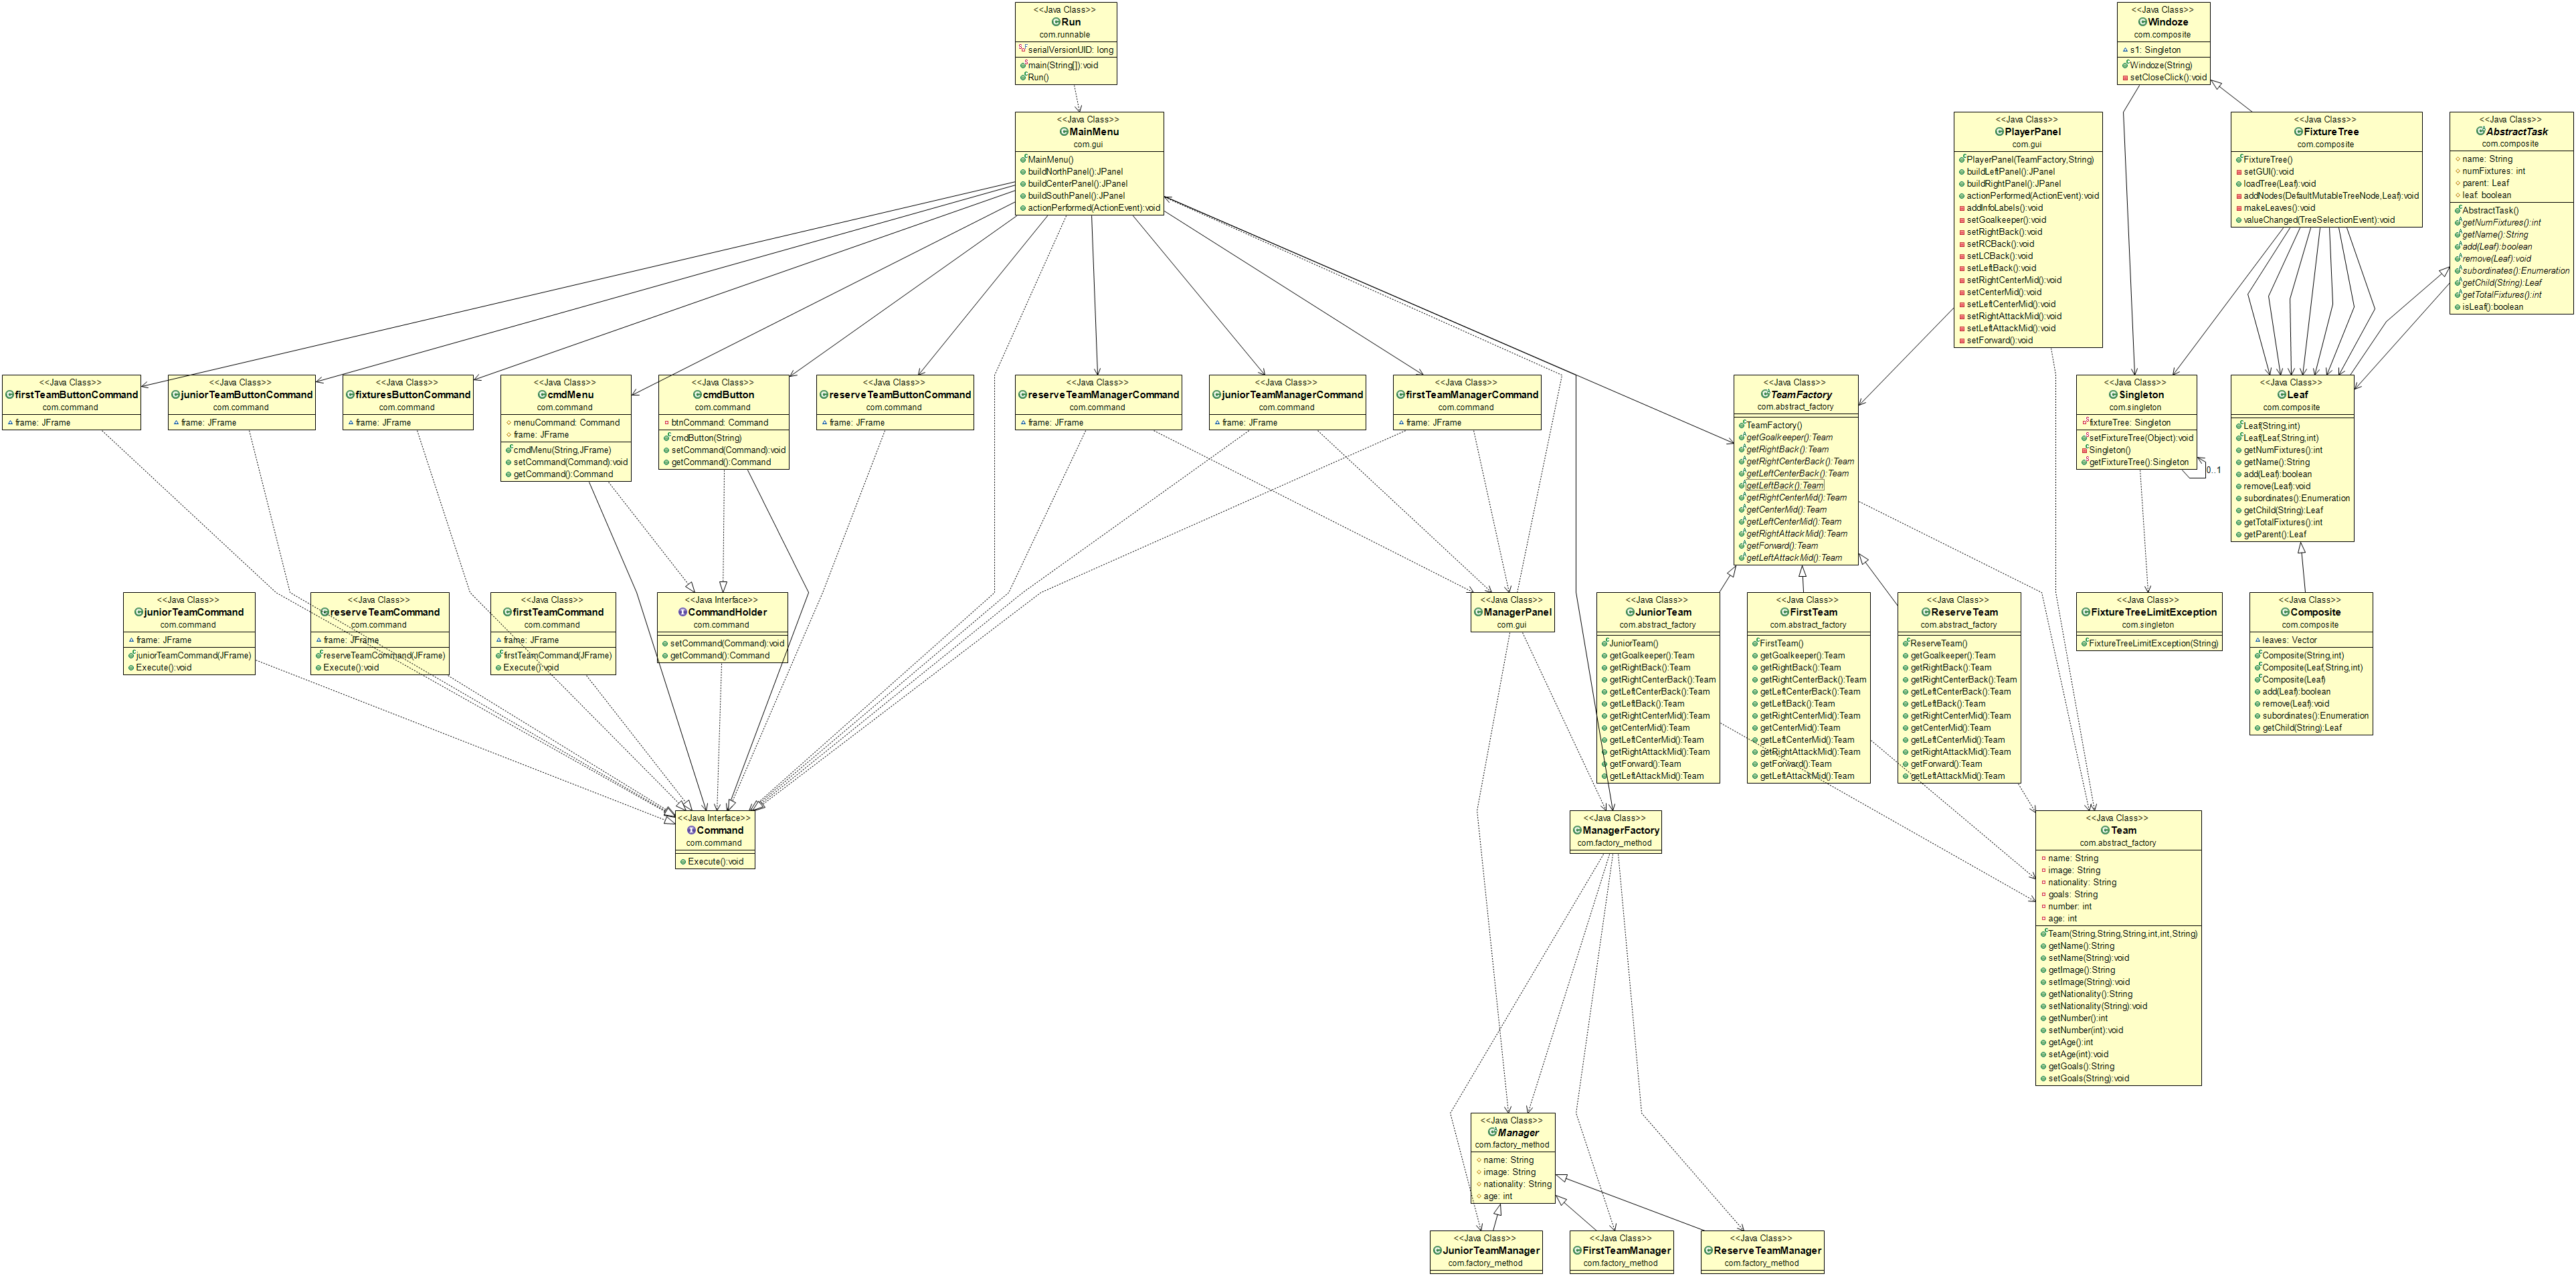 <<Java Class>>
Run
com.runnable
serialVersionUID: long
main(String[]):void
Run()
<<Java Class>>
Windoze
com.composite
s1: Singleton
Windoze(String)
setCloseClick():void
<<Java Class>>
MainMenu
com.gui
MainMenu()
buildNorthPanel():JPanel
buildCenterPanel():JPanel
buildSouthPanel():JPanel
actionPerformed(ActionEvent):void
<<Java Class>>
PlayerPanel
com.gui
PlayerPanel(TeamFactory,String)
buildLeftPanel():JPanel
buildRightPanel():JPanel
actionPerformed(ActionEvent):void
addInfoLabels():void
setGoalkeeper():void
setRightBack():void
setRCBack():void
setLCBack():void
setLeftBack():void
setRightCenterMid():void
setCenterMid():void
setLeftCenterMid():void
setRightAttackMid():void
setLeftAttackMid():void
setForward():void
<<Java Class>>
FixtureTree
com.composite
FixtureTree()
setGUI():void
loadTree(Leaf):void
addNodes(DefaultMutableTreeNode,Leaf):void
makeLeaves():void
valueChanged(TreeSelectionEvent):void
<<Java Class>>
AbstractTask
com.composite
name: String
numFixtures: int
parent: Leaf
leaf: boolean
AbstractTask()
getNumFixtures():int
getName():String
add(Leaf):boolean
remove(Leaf):void
subordinates():Enumeration
getChild(String):Leaf
getTotalFixtures():int
isLeaf():boolean
<<Java Class>>
firstTeamButtonCommand
com.command
frame: JFrame
<<Java Class>>
juniorTeamButtonCommand
com.command
frame: JFrame
<<Java Class>>
fixturesButtonCommand
com.command
frame: JFrame
<<Java Class>>
cmdMenu
com.command
menuCommand: Command
frame: JFrame
cmdMenu(String,JFrame)
setCommand(Command):void
getCommand():Command
<<Java Class>>
cmdButton
com.command
btnCommand: Command
cmdButton(String)
setCommand(Command):void
getCommand():Command
<<Java Class>>
reserveTeamButtonCommand
com.command
frame: JFrame
<<Java Class>>
reserveTeamManagerCommand
com.command
frame: JFrame
<<Java Class>>
juniorTeamManagerCommand
com.command
frame: JFrame
<<Java Class>>
firstTeamManagerCommand
com.command
frame: JFrame
<<Java Class>>
TeamFactory
com.abstract_factory
TeamFactory()
getGoalkeeper():Team
getRightBack():Team
getRightCenterBack():Team
getLeftCenterBack():Team
getLeftBack():Team
getRightCenterMid():Team
getCenterMid():Team
getLeftCenterMid():Team
getRightAttackMid():Team
getForward():Team
getLeftAttackMid():Team
<<Java Class>>
Singleton
com.singleton
fixtureTree: Singleton
setFixtureTree(Object):void
Singleton()
getFixtureTree():Singleton
0..1
<<Java Class>>
Leaf
com.composite
Leaf(String,int)
Leaf(Leaf,String,int)
getNumFixtures():int
getName():String
add(Leaf):boolean
remove(Leaf):void
subordinates():Enumeration
getChild(String):Leaf
getTotalFixtures():int
getParent():Leaf
<<Java Class>>
juniorTeamCommand
com.command
frame: JFrame
juniorTeamCommand(JFrame)
Execute():void
<<Java Class>>
reserveTeamCommand
com.command
frame: JFrame
reserveTeamCommand(JFrame)
Execute():void
<<Java Class>>
firstTeamCommand
com.command
frame: JFrame
firstTeamCommand(JFrame)
Execute():void
<<Java Interface>>
CommandHolder
com.command
setCommand(Command):void
getCommand():Command
<<Java Class>>
ManagerPanel
com.gui
<<Java Class>>
JuniorTeam
com.abstract_factory
JuniorTeam()
getGoalkeeper():Team
getRightBack():Team
getRightCenterBack():Team
getLeftCenterBack():Team
getLeftBack():Team
getRightCenterMid():Team
getCenterMid():Team
getLeftCenterMid():Team
getRightAttackMid():Team
getForward():Team
getLeftAttackMid():Team
<<Java Class>>
FirstTeam
com.abstract_factory
FirstTeam()
getGoalkeeper():Team
getRightBack():Team
getRightCenterBack():Team
getLeftCenterBack():Team
getLeftBack():Team
getRightCenterMid():Team
getCenterMid():Team
getLeftCenterMid():Team
getRightAttackMid():Team
getForward():Team
getLeftAttackMid():Team
<<Java Class>>
ReserveTeam
com.abstract_factory
ReserveTeam()
getGoalkeeper():Team
getRightBack():Team
getRightCenterBack():Team
getLeftCenterBack():Team
getLeftBack():Team
getRightCenterMid():Team
getCenterMid():Team
getLeftCenterMid():Team
getRightAttackMid():Team
getForward():Team
getLeftAttackMid():Team
<<Java Class>>
FixtureTreeLimitException
com.singleton
FixtureTreeLimitException(String)
<<Java Class>>
Composite
com.composite
leaves: Vector
Composite(String,int)
Composite(Leaf,String,int)
Composite(Leaf)
add(Leaf):boolean
remove(Leaf):void
subordinates():Enumeration
getChild(String):Leaf
<<Java Interface>>
Command
com.command
Execute():void
<<Java Class>>
ManagerFactory
com.factory_method
<<Java Class>>
Team
com.abstract_factory
name: String
image: String
nationality: String
goals: String
number: int
age: int
Team(String,String,String,int,int,String)
getName():String
setName(String):void
getImage():String
setImage(String):void
getNationality():String
setNationality(String):void
getNumber():int
setNumber(int):void
getAge():int
setAge(int):void
getGoals():String
setGoals(String):void
<<Java Class>>
Manager
com.factory_method
name: String
image: String
nationality: String
age: int
<<Java Class>>
JuniorTeamManager
com.factory_method
<<Java Class>>
FirstTeamManager
com.factory_method
<<Java Class>>
ReserveTeamManager
com.factory_method